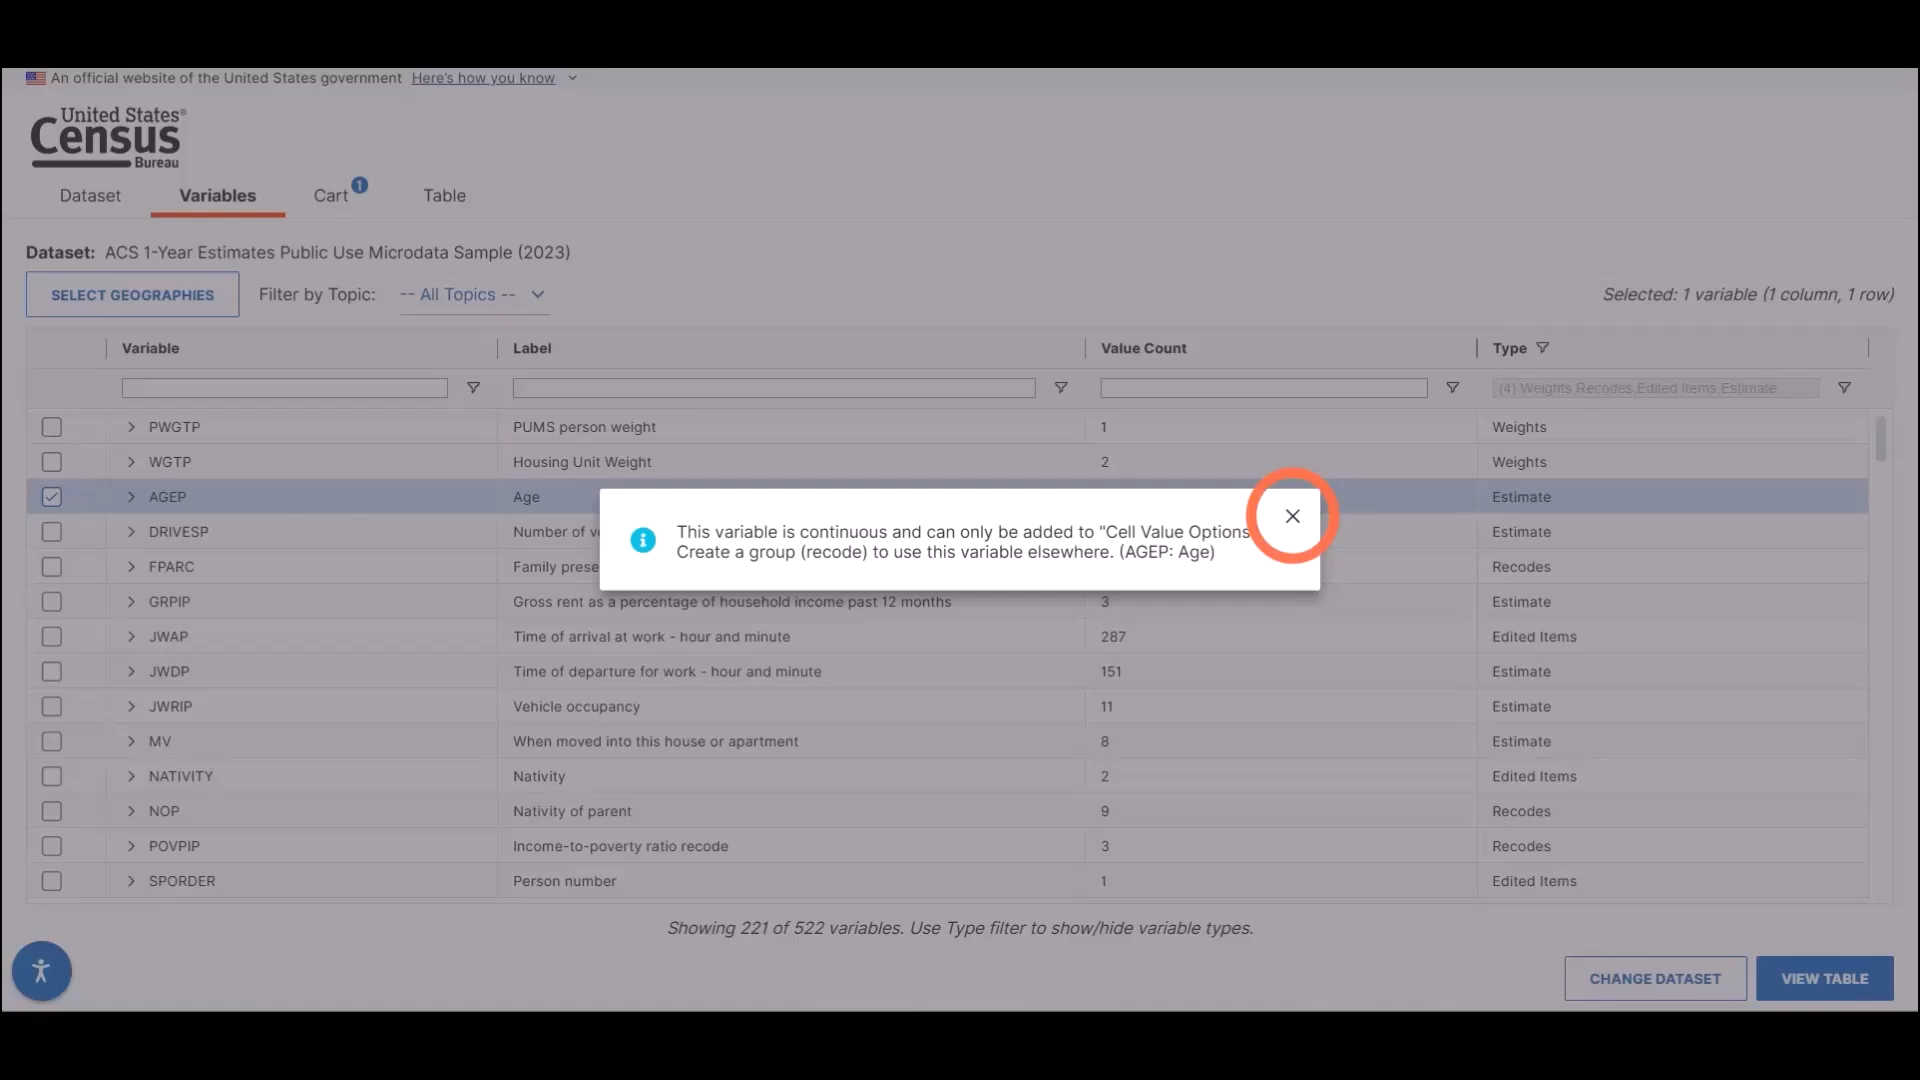 An official website of the United States government Here's how you know
United States®
Census
Bureau
Dataset Variables Cart 1 Table
Dataset: ACS 1-Year Estimates Public Use Microdata Sample (2023)
SELECT GEOGRAPHIES Filter by Topic: -- All Topics -- Selected: 1 variable (1 column, 1 row)
Variable Label Value Count Type
(4) Weights,Recodes,Edited Items,Estimate
PWGTP PUMS person weight 1 Weights
WGTP Housing Unit Weight 2 Weights
AGEP Age Estimate
DRIVESP Number of Estimate
FPARC Family Recodes
This variable is continuous and can only be added to "Cell Value Options
Create a group (recode) to use this variable elsewhere. (AGEP: Age)
GRPIP Gross rent as a percentage of household income past 12 months 3 Estimate
JWAP Time of arrival at work - hour and minute 287 Edited Items
JWDP Time of departure for work - hour and minute 151 Estimate
JWRIP Vehicle occupancy 11 Estimate
MV When moved into this house or apartment 8 Estimate
NATIVITY Nativity 2 Edited Items
NOP Nativity of parent 9 Recodes
POVPIP Income-to-poverty ratio recode 3 Recodes
SPORDER Person number 1 Edited Items
Showing 221 of 522 variables. Use Type filter to show/hide variable types.
CHANGE DATASET VIEW TABLE